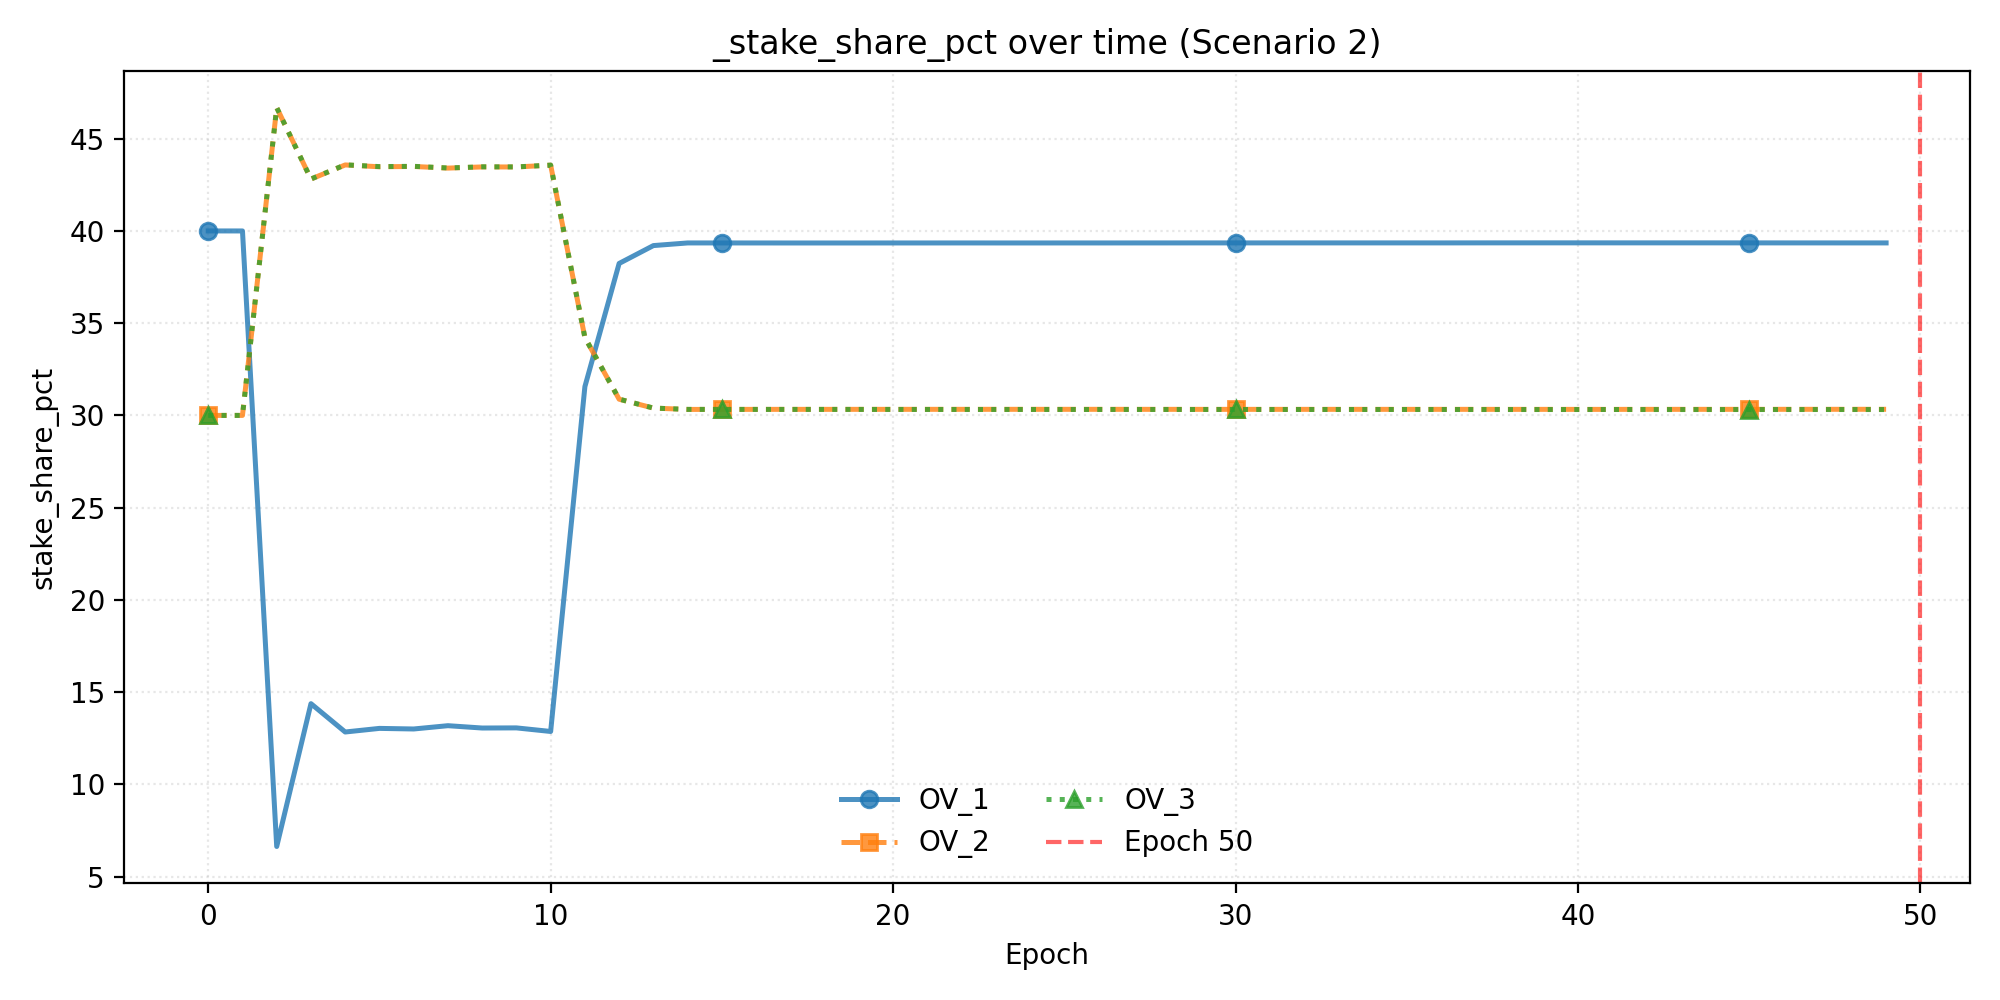 _stake_share_pct over time (Scenario 2)
stake_share_pct
45
40
35
30
25
20
15
10
5
0
10
20
30
40
50
Epoch
OV_1
OV_2
OV_3
Epoch 50